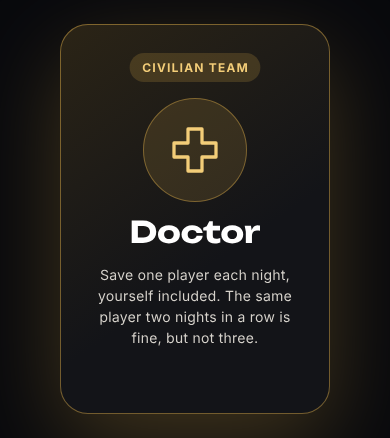 CIVILIAN TEAM
Doctor
Save one player each night,
yourself included. The same
player two nights in a row is
fine, but not three.